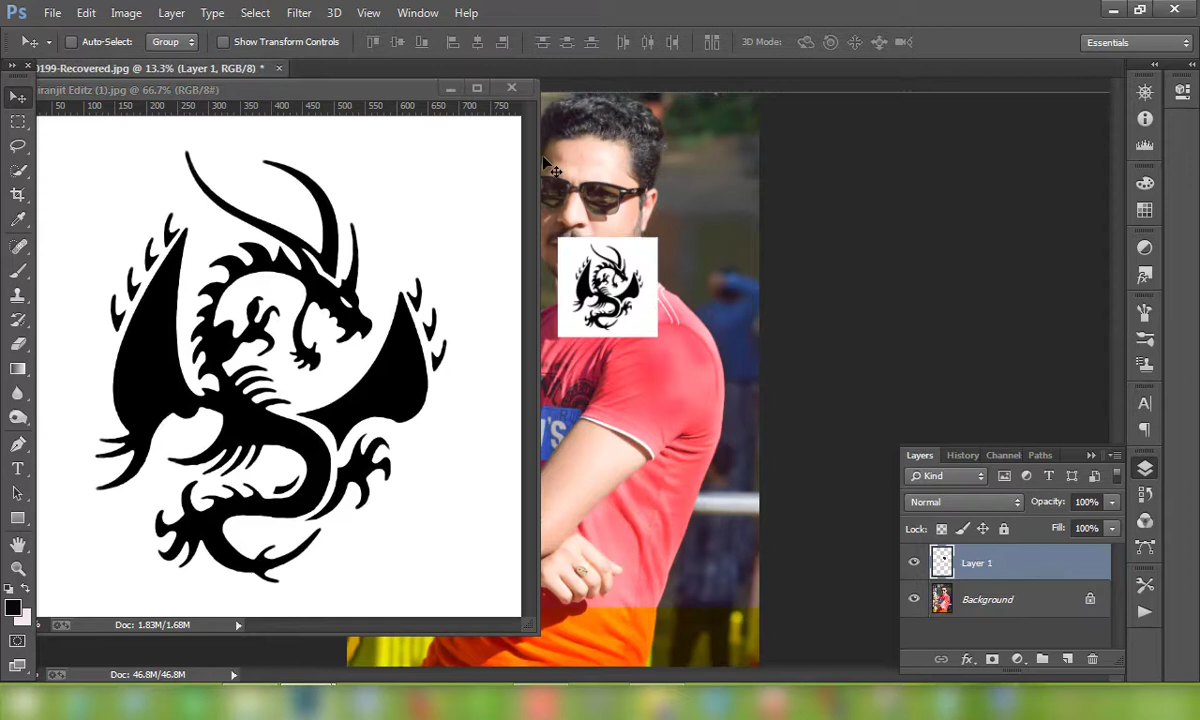 Ps File Edit Image Layer Type Select Filter 3D View Window Help
Auto-Select: Group Show Transform Controls 3D Mode: Essentials
0199-Recovered.jpg @ 13.3% (Layer 1, RGB/8) * ×
iranjit Editz (1).jpg @ 66.7% (RGB/8#)
50 100 150 200 250 300 350 400 450 500 550 600 650 700 750
'S
Layers History Channel Paths
Kind
Normal Opacity: 100%
Lock: Fill: 100%
Layer 1
Background
Doc: 1.83M/1.68M
Doc: 46.8M/46.8M